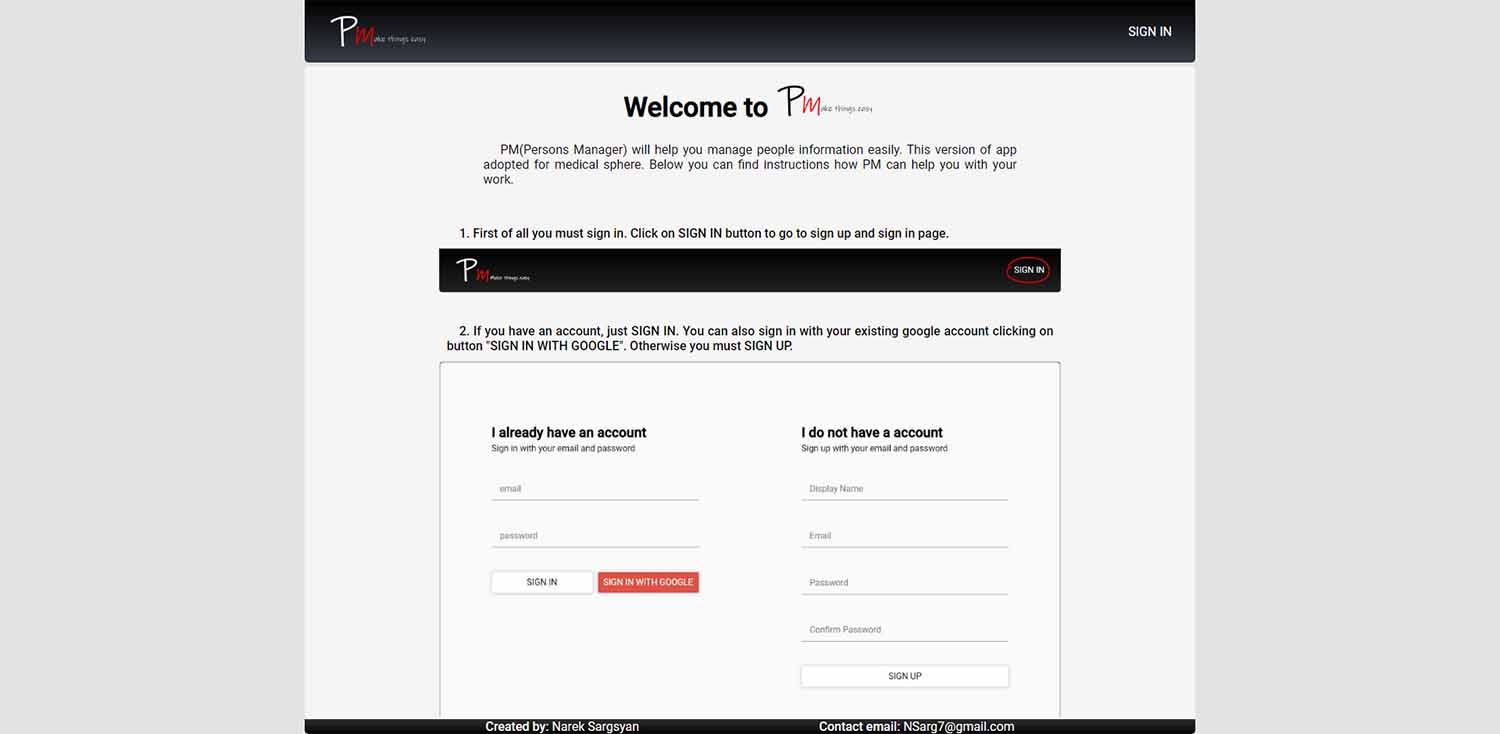 PMake things easy
SIGN IN
Welcome to PMake things easy
PM(Persons Manager) will help you manage people information easily. This version of app
adopted for medical sphere. Below you can find instructions how PM can help you with your
work.
1. First of all you must sign in. Click on SIGN IN button to go to sign up and sign in page.
PMake things easy
SIGN IN
2. If you have an account, just SIGN IN. You can also sign in with your existing google account clicking on
button "SIGN IN WITH GOOGLE". Otherwise you must SIGN UP.
I already have an account
Sign in with your email and password
email
password
SIGN IN
SIGN IN WITH GOOGLE
I do not have a account
Sign up with your email and password
Display Name
Email
Password
Confirm Password
SIGN UP
Created by: Narek Sargsyan
Contact email: NSarg7@gmail.com